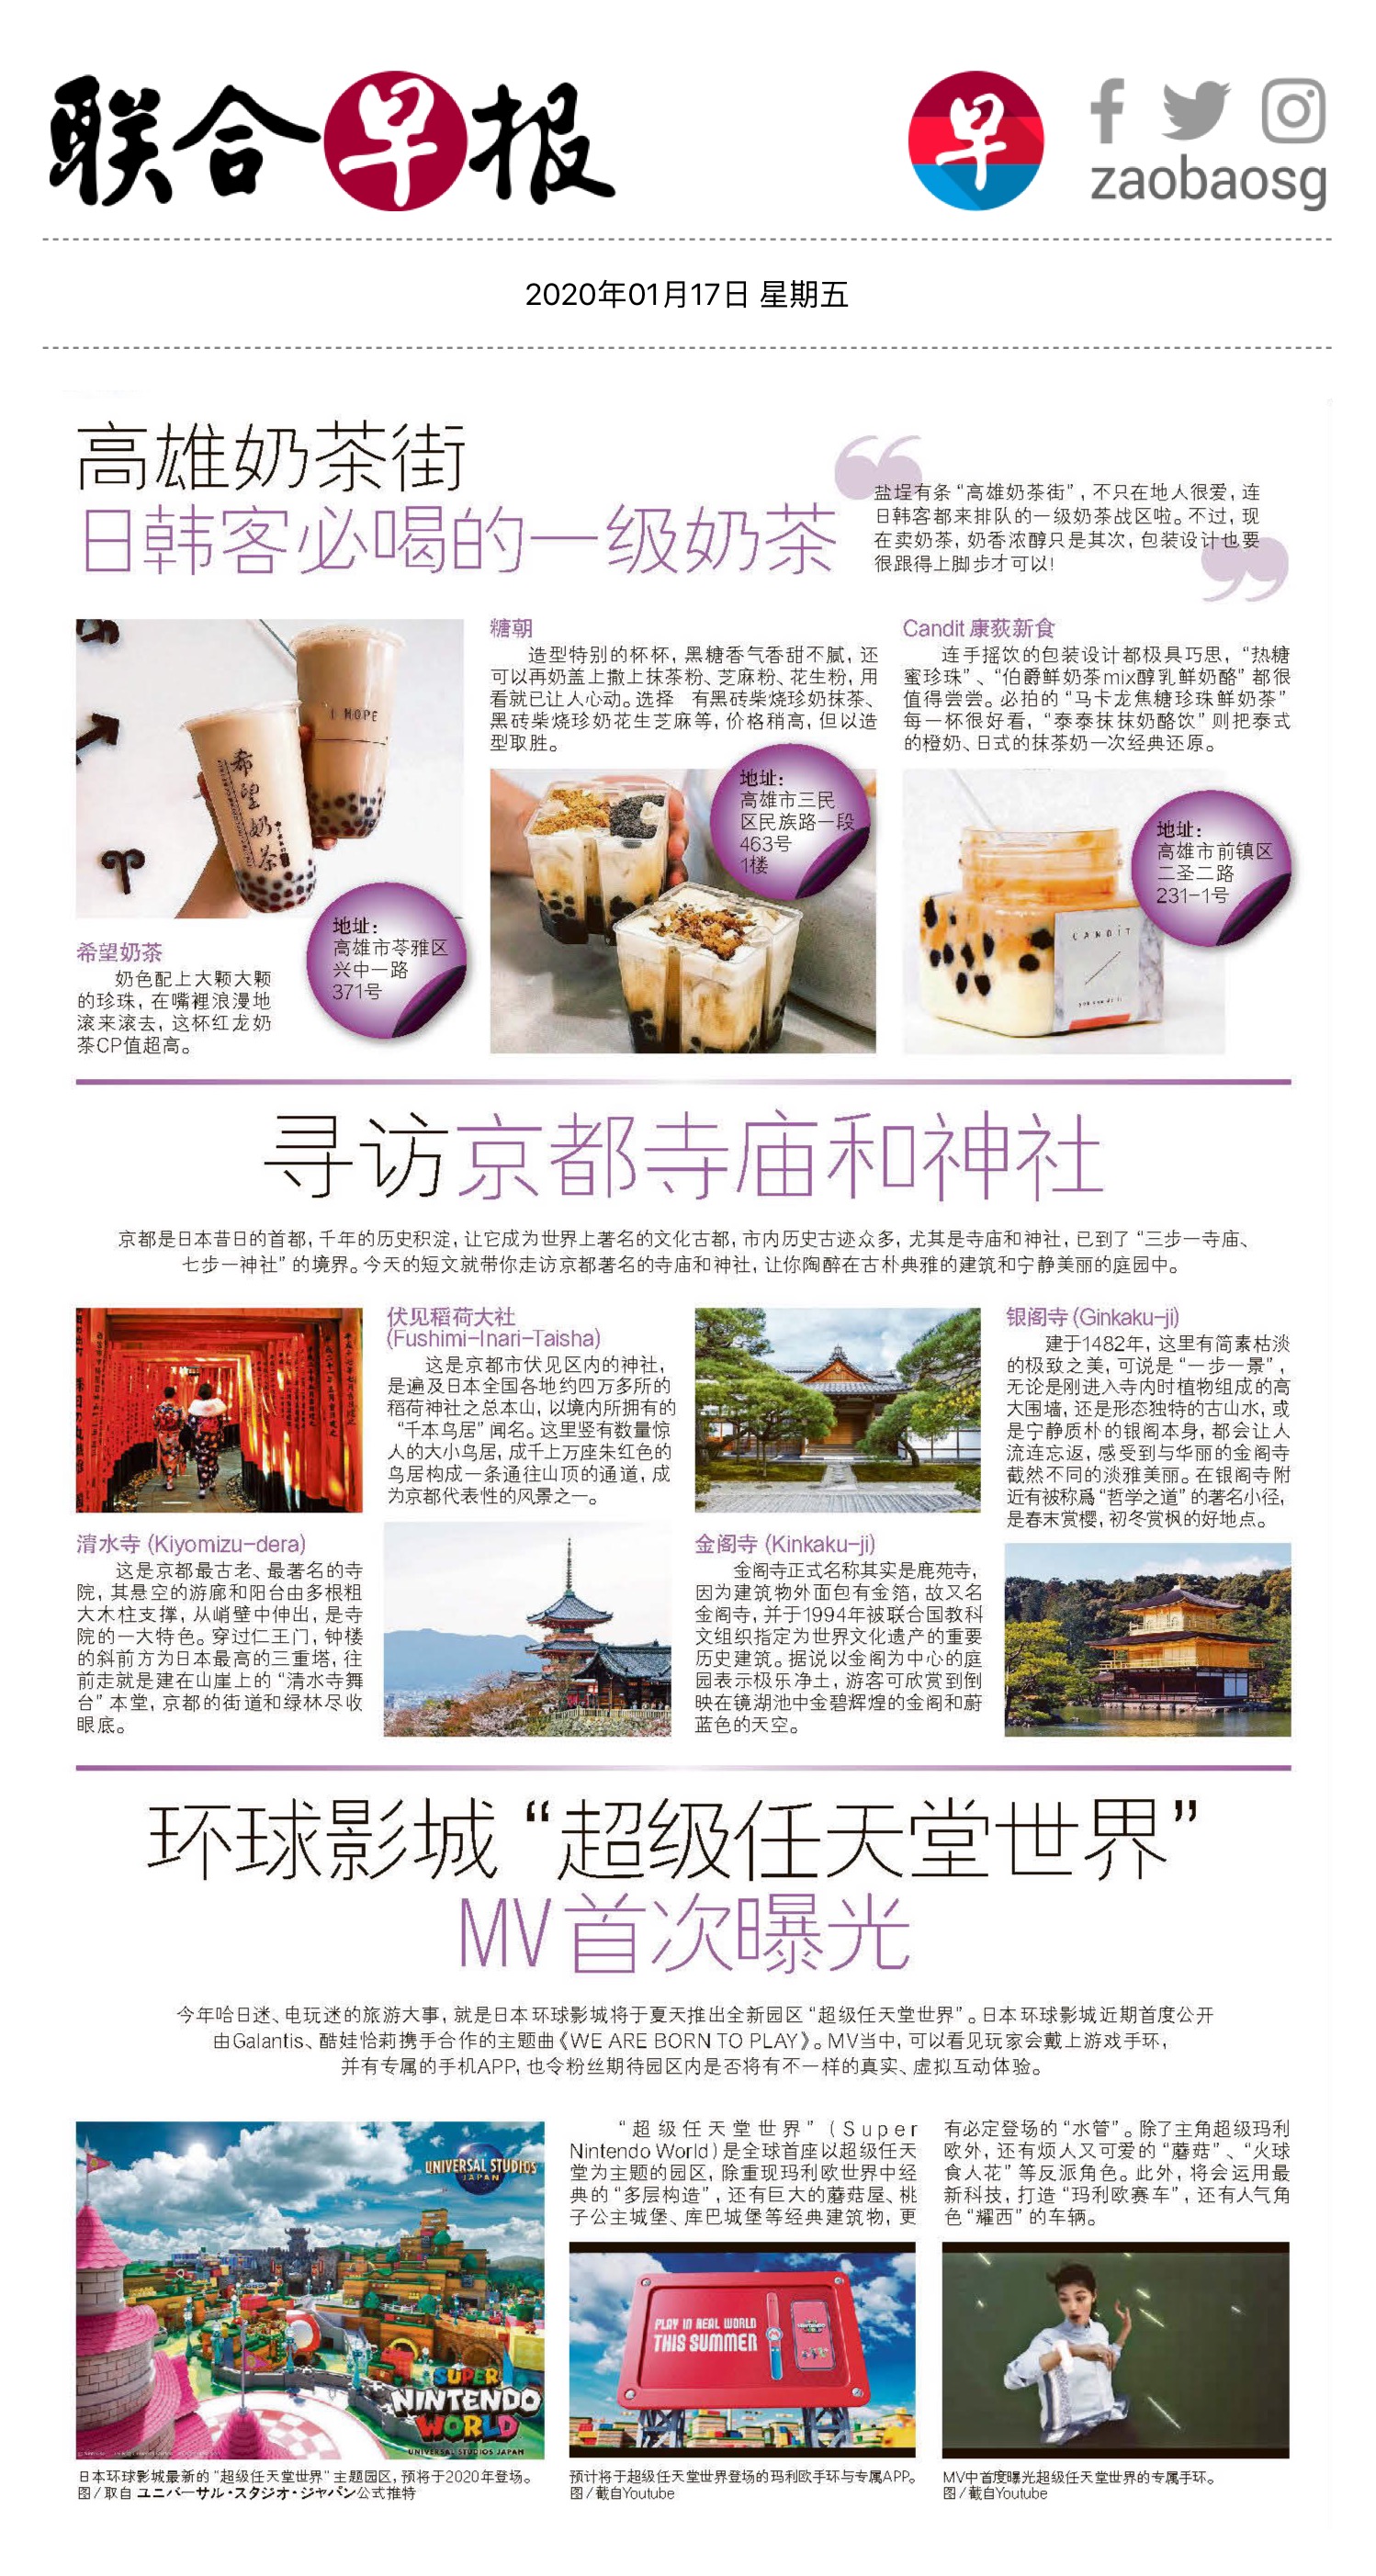 联合早报
早
zaobaosg
2020年01月17日 星期五
高雄奶茶街
日韩客必喝的一级奶茶
盐埕有条“高雄奶茶街”，不只在地人很爱，连
日韩客都来排队的一级奶茶战区啦。不过，现
在卖奶茶，奶香浓醇只是其次，包装设计也要
很跟得上脚步才可以！
I HOPE
希望奶茶
地址：
高雄市苓雅区
兴中一路
371号
希望奶茶
奶色配上大颗大颗
的珍珠，在嘴裡浪漫地
滚来滚去，这杯红龙奶
茶CP值超高。
糖朝
造型特别的杯杯，黑糖香气香甜不腻，还
可以再奶盖上撒上抹茶粉、芝麻粉、花生粉，用
看就已让人心动。选择　有黑砖柴烧珍奶抹茶、
黑砖柴烧珍奶花生芝麻等，价格稍高，但以造
型取胜。
地址：
高雄市三民
区民族路一段
463号
1楼
Candit 康荻新食
连手摇饮的包装设计都极具巧思，“热糖
蜜珍珠”、“伯爵鲜奶茶mix醇乳鲜奶酪”都很
值得尝尝。必拍的“马卡龙焦糖珍珠鲜奶茶”
每一杯很好看，“泰泰抹抹奶酪饮”则把泰式
的橙奶、日式的抹茶奶一次经典还原。
地址：
高雄市前镇区
二圣二路
231-1号
CANDIT
寻访京都寺庙和神社
京都是日本昔日的首都，千年的历史积淀，让它成为世界上著名的文化古都，市内历史古迹众多，尤其是寺庙和神社，已到了“三步一寺庙、
七步一神社”的境界。今天的短文就带你走访京都著名的寺庙和神社，让你陶醉在古朴典雅的建筑和宁静美丽的庭园中。
伏见稻荷大社
(Fushimi-Inari-Taisha)
这是京都市伏见区内的神社，
是遍及日本全国各地约四万多所的
稻荷神社之总本山，以境内所拥有的
“千本鸟居”闻名。这里竖有数量惊
人的大小鸟居，成千上万座朱红色的
鸟居构成一条通往山顶的通道，成
为京都代表性的风景之一。
清水寺 (Kiyomizu-dera)
这是京都最古老、最著名的寺
院，其悬空的游廊和阳台由多根粗
大木柱支撑，从峭壁中伸出，是寺
院的一大特色。穿过仁王门，钟楼
的斜前方为日本最高的三重塔，往
前走就是建在山崖上的“清水寺舞
台”本堂，京都的街道和绿林尽收
眼底。
银阁寺 (Ginkaku-ji)
建于1482年，这里有简素枯淡
的极致之美，可说是“一步一景”，
无论是刚进入寺内时植物组成的高
大围墙，还是形态独特的古山水，或
是宁静质朴的银阁本身，都会让人
流连忘返，感受到与华丽的金阁寺
截然不同的淡雅美丽。在银阁寺附
近有被称爲“哲学之道”的著名小径，
是春末赏樱，初冬赏枫的好地点。
金阁寺 (Kinkaku-ji)
金阁寺正式名称其实是鹿苑寺，
因为建筑物外面包有金箔，故又名
金阁寺，并于1994年被联合国教科
文组织指定为世界文化遗产的重要
历史建筑。据说以金阁为中心的庭
园表示极乐净土，游客可欣赏到倒
映在镜湖池中金碧辉煌的金阁和蔚
蓝色的天空。
环球影城“超级任天堂世界”
MV首次曝光
今年哈日迷、电玩迷的旅游大事，就是日本环球影城将于夏天推出全新园区“超级任天堂世界”。日本环球影城近期首度公开
由Galantis、酷娃恰莉携手合作的主题曲《WE ARE BORN TO PLAY》。MV当中，可以看见玩家会戴上游戏手环，
并有专属的手机APP，也令粉丝期待园区内是否将有不一样的真实、虚拟互动体验。
“超级任天堂世界”（Super
Nintendo World）是全球首座以超级任天
堂为主题的园区，除重现玛利欧世界中经
典的“多层构造”，还有巨大的蘑菇屋、桃
子公主城堡、库巴城堡等经典建筑物，更
有必定登场的“水管”。除了主角超级玛利
欧外，还有烦人又可爱的“蘑菇”、“火球
食人花”等反派角色。此外，将会运用最
新科技，打造“玛利欧赛车”，还有人气角
色“耀西”的车辆。
UNIVERSAL STUDIOS
JAPAN
SUPER
NINTENDO
WORLD
UNIVERSAL STUDIOS JAPAN
PLAY IN REAL WORLD
THIS SUMMER
日本环球影城最新的“超级任天堂世界”主题园区，预将于2020年登场。
图／取自 ユニバーサル・スタジオ・ジャパン公式推特
预计将于超级任天堂世界登场的玛利欧手环与专属APP。
图／截自Youtube
MV中首度曝光超级任天堂世界的专属手环。
图／截自Youtube